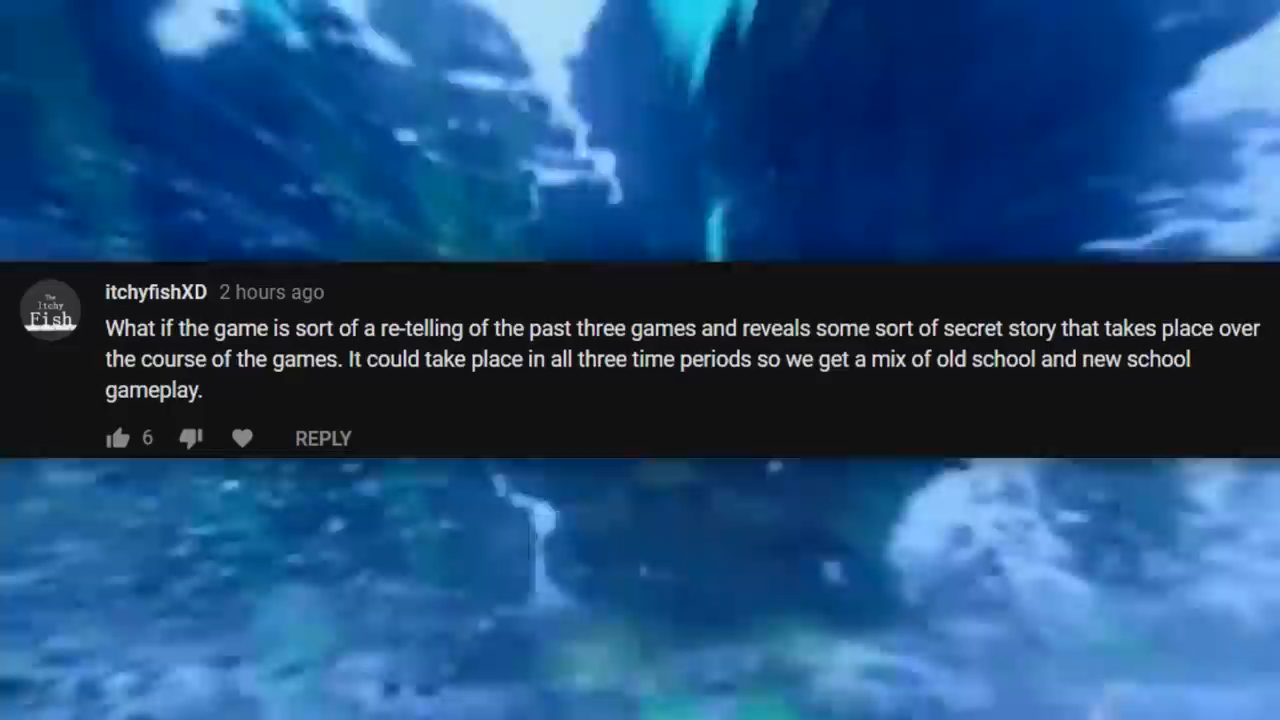 The
Itchy
Fish
itchyfishXD 2 hours ago
What if the game is sort of a re-telling of the past three games and reveals some sort of secret story that takes place over
the course of the games. It could take place in all three time periods so we get a mix of old school and new school
gameplay.
6 REPLY